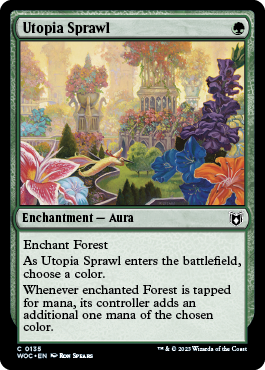 Utopia Sprawl
Enchantment — Aura
Enchant Forest
As Utopia Sprawl enters the battlefield,
choose a color.
Whenever enchanted Forest is tapped
for mana, its controller adds an
additional one mana of the chosen
color.
C 0135
WOC • EN Ron Spears
™ & © 2023 Wizards of the Coast